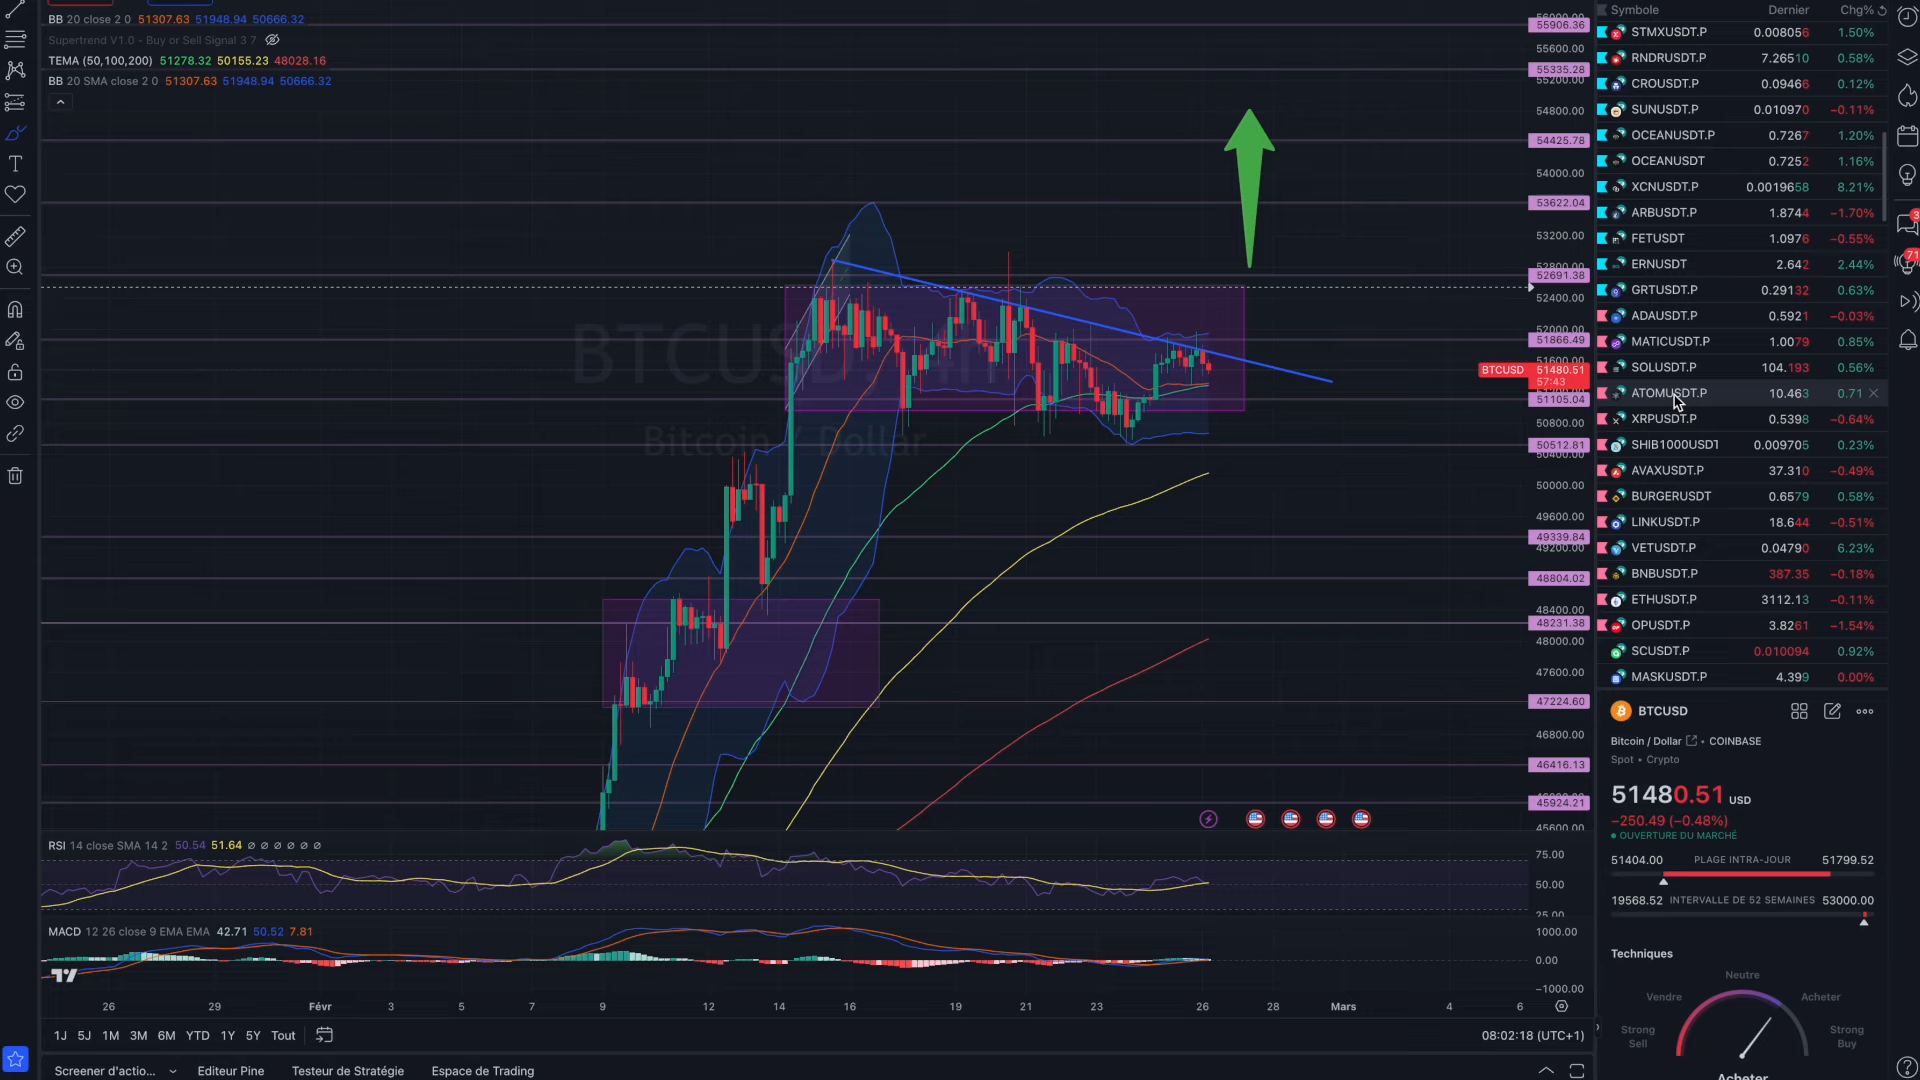 BB 20 close 2 0 51307.63 51948.94 50666.32
Supertrend V1.0 - Buy or Sell Signal 3 7
TEMA (50,100,200) 51278.32 50155.23 48028.16
BB 20 SMA close 2 0 51307.63 51948.94 50666.32
Bitcoin / Dollar
55906.36
55600.00
55335.28
55200.00
54800.00
54425.78
54000.00
53622.04
53200.00
52800.00
52691.38
52400.00
52000.00
51866.49
51600.00
BTCUSD 51480.51
57:43
51105.04
50800.00
50512.81
50400.00
50000.00
49600.00
49339.84
49200.00
48804.02
48400.00
48231.38
48000.00
47600.00
47224.60
46800.00
46416.13
45924.21
45600.00
RSI 14 close SMA 14 2 50.54 51.64 ∅ ∅ ∅ ∅ ∅ ∅
75.00
50.00
25.00
MACD 12 26 close 9 EMA EMA 42.71 50.52 7.81
1000.00
0.00
−1000.00
26 29 Févr 3 5 7 9 12 14 16 19 21 23 26 28 Mars 4 6
1J 5J 1M 3M 6M YTD 1Y 5Y Tout
08:02:18 (UTC+1)
Screener d'actio... Editeur Pine Testeur de Stratégie Espace de Trading
Symbole Dernier Chg%
STMXUSDT.P 0.008056 1.50%
RNDRUSDT.P 7.26510 0.58%
CROUSDT.P 0.09466 0.12%
SUNUSDT.P 0.010970 −0.11%
OCEANUSDT.P 0.7267 1.20%
OCEANUSDT 0.7252 1.16%
XCNUSDT.P 0.0019658 8.21%
ARBUSDT.P 1.8744 −1.70%
FETUSDT 1.0976 −0.55%
ERNUSDT 2.642 2.44%
GRTUSDT.P 0.29132 0.63%
ADAUSDT.P 0.5921 −0.03%
MATICUSDT.P 1.0079 0.85%
SOLUSDT.P 104.193 0.56%
ATOMUSDT.P 10.463 0.71
XRPUSDT.P 0.5398 −0.64%
SHIB1000USDT 0.009705 0.23%
AVAXUSDT.P 37.310 −0.49%
BURGERUSDT 0.6579 0.58%
LINKUSDT.P 18.644 −0.51%
VETUSDT.P 0.04790 6.23%
BNBUSDT.P 387.35 −0.18%
ETHUSDT.P 3112.13 −0.11%
OPUSDT.P 3.8261 −1.54%
SCUSDT.P 0.010094 0.92%
MASKUSDT.P 4.399 0.00%
BTCUSD
Bitcoin / Dollar • COINBASE
Spot • Crypto
51480.51 USD
−250.49 (−0.48%)
OUVERTURE DU MARCHÉ
51404.00 PLAGE INTRA-JOUR 51799.52
19568.52 INTERVALLE DE 52 SEMAINES 53000.00
Techniques
Neutre
Vendre Acheter
Strong Sell
Strong Buy
Acheter
71